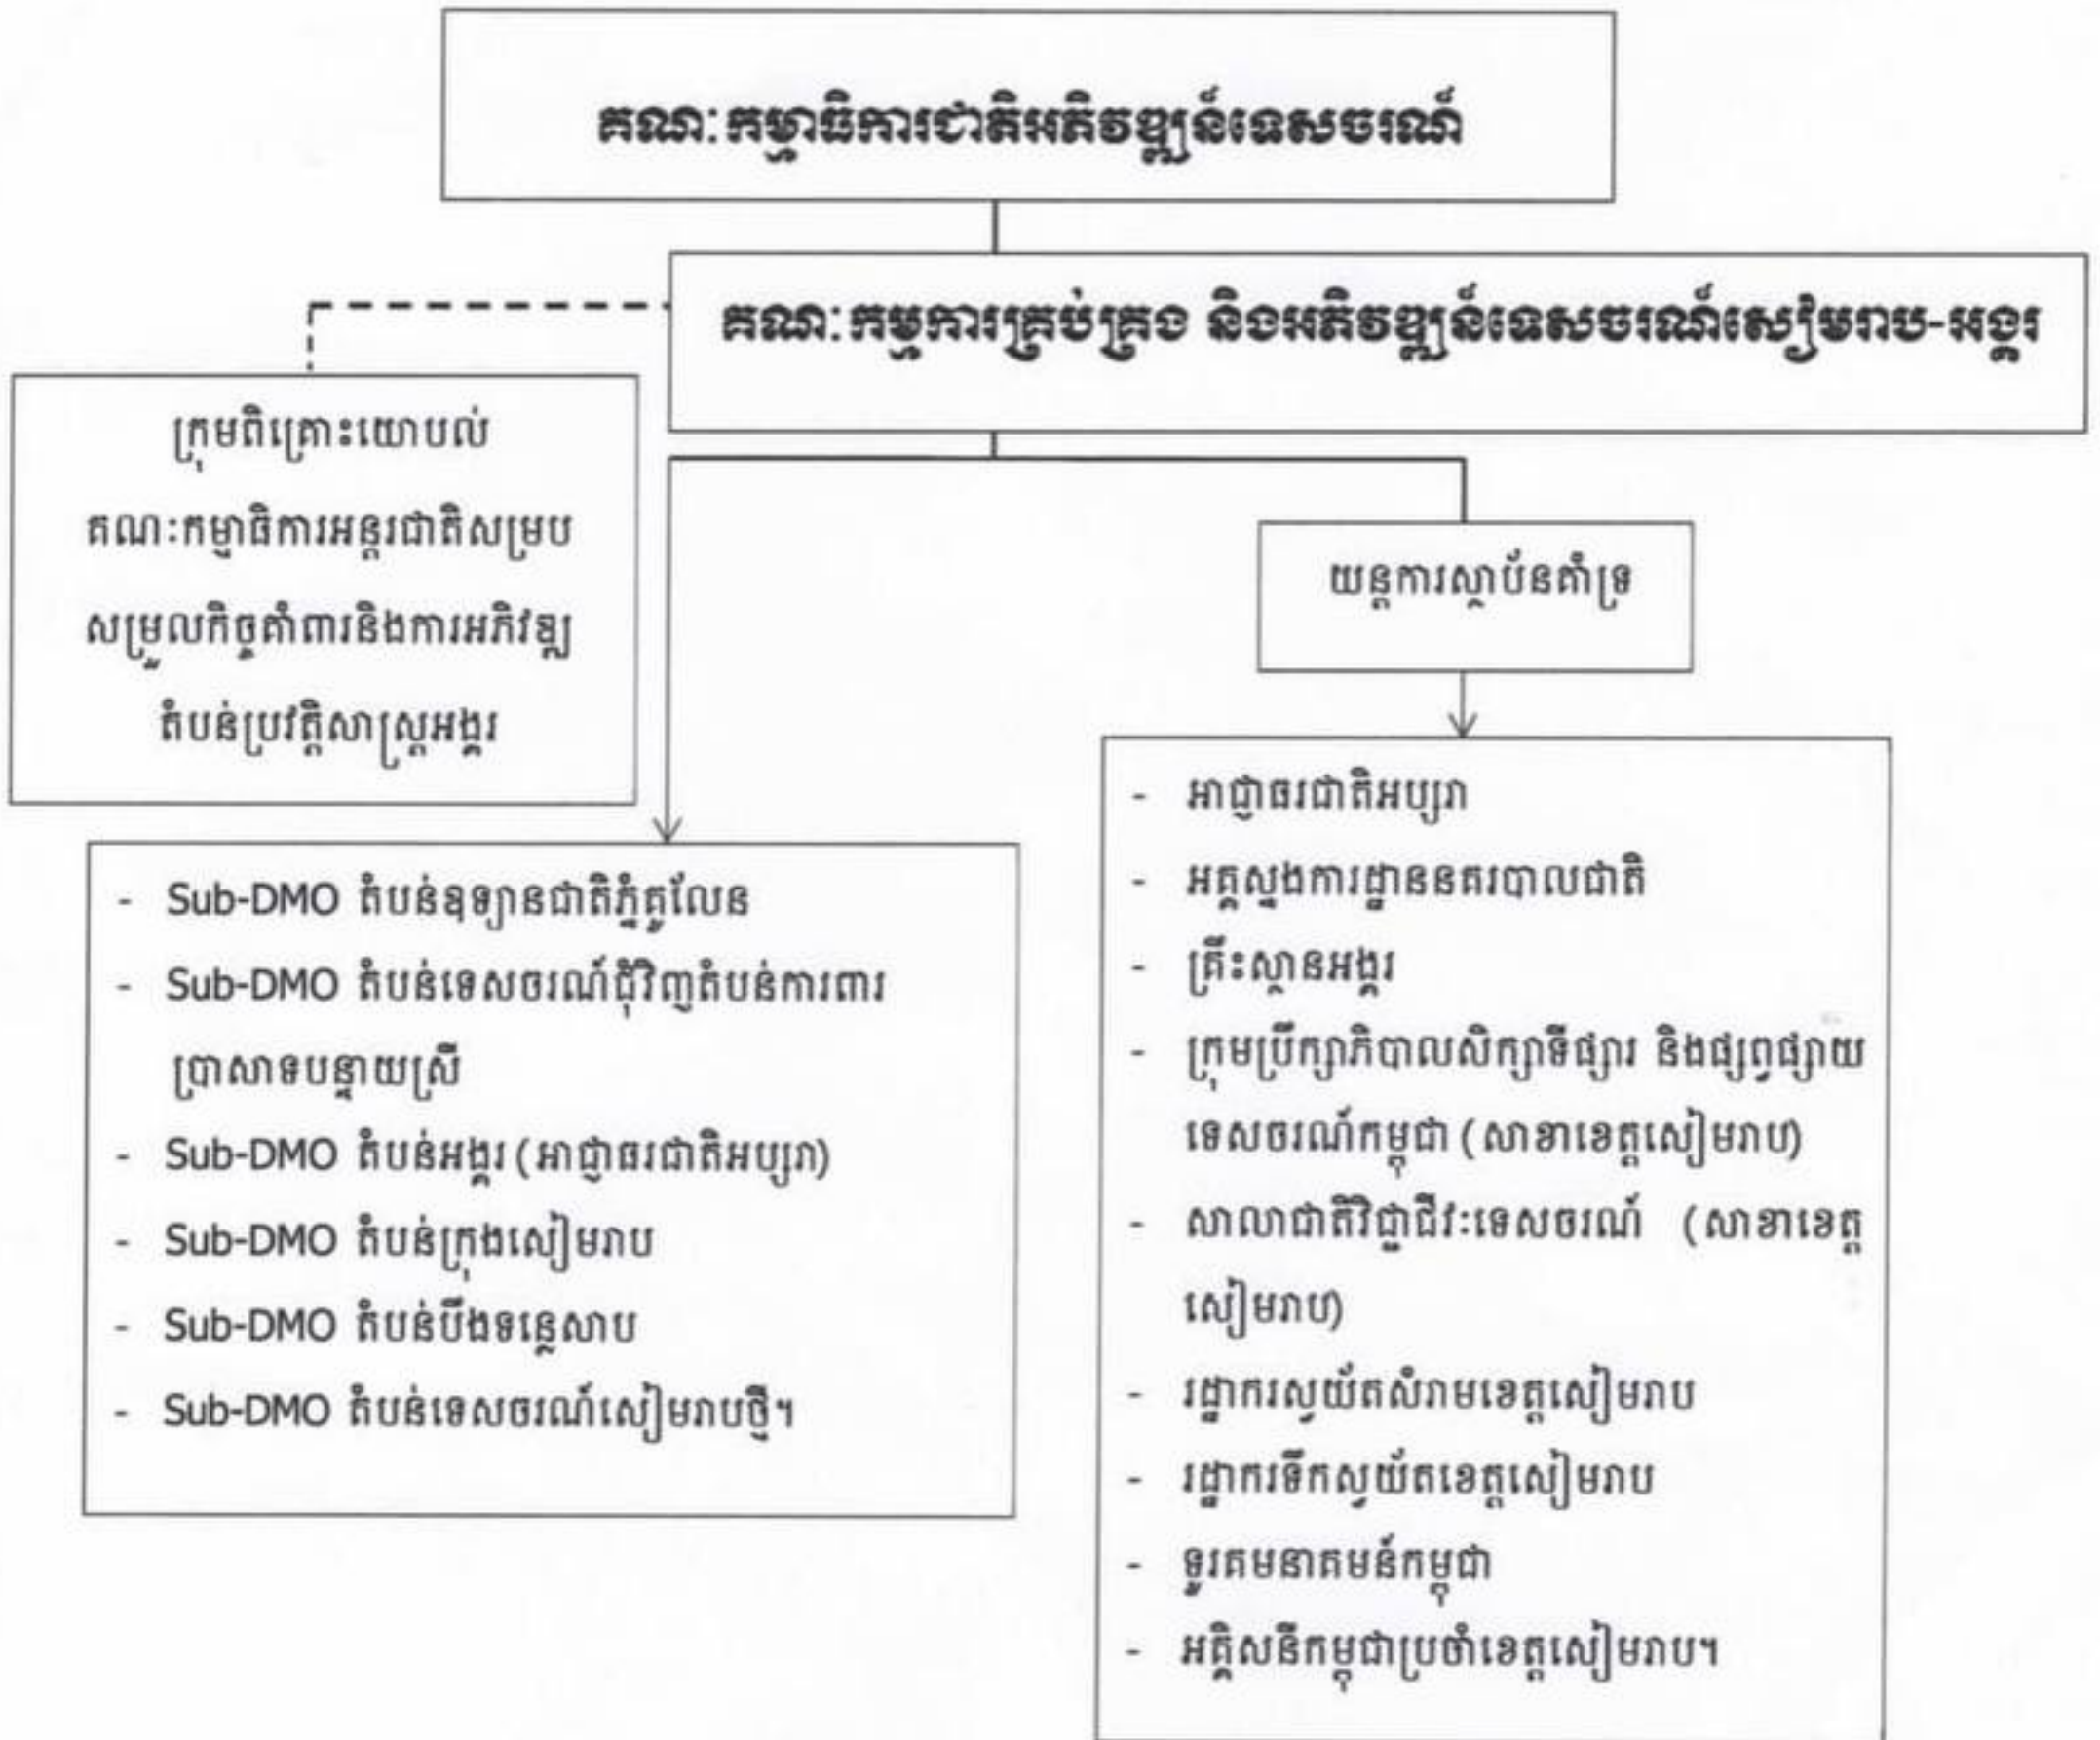 គណៈកម្មាធិការជាតិអភិវឌ្ឍន៍ទេសចរណ៍
គណៈកម្មការគ្រប់គ្រង និងអភិវឌ្ឍន៍ទេសចរណ៍សៀមរាប-អង្គរ
ក្រុមពិគ្រោះយោបល់
គណៈកម្មាធិការអន្តរជាតិសម្រប
សម្រួលកិច្ចគាំពារនិងការអភិវឌ្ឍ
តំបន់ប្រវត្តិសាស្ត្រអង្គរ
យន្តការស្ថាប័នគាំទ្រ
- Sub-DMO តំបន់ឧទ្យានជាតិភ្នំគូលែន
- Sub-DMO តំបន់ទេសចរណ៍ជុំវិញតំបន់ការពារ
ប្រាសាទបន្ទាយស្រី
- Sub-DMO តំបន់អង្គរ (អាជ្ញាធរជាតិអប្សរា)
- Sub-DMO តំបន់ក្រុងសៀមរាប
- Sub-DMO តំបន់បឹងទន្លេសាប
- Sub-DMO តំបន់ទេសចរណ៍សៀមរាបថ្មី។
- អាជ្ញាធរជាតិអប្សរា
- អគ្គស្នងការដ្ឋាននគរបាលជាតិ
- គ្រឹះស្ថានអង្គរ
- ក្រុមប្រឹក្សាភិបាលសិក្សាទីផ្សារ និងផ្សព្វផ្សាយ
ទេសចរណ៍កម្ពុជា (សាខាខេត្តសៀមរាប)
- សាលាជាតិវិជ្ជាជីវៈទេសចរណ៍ (សាខាខេត្ត
សៀមរាប)
- រដ្ឋាករស្វយ័តសំរាមខេត្តសៀមរាប
- រដ្ឋាករទឹកស្វយ័តខេត្តសៀមរាប
- ទូរគមនាគមន៍កម្ពុជា
- អគ្គិសនីកម្ពុជាប្រចាំខេត្តសៀមរាប។